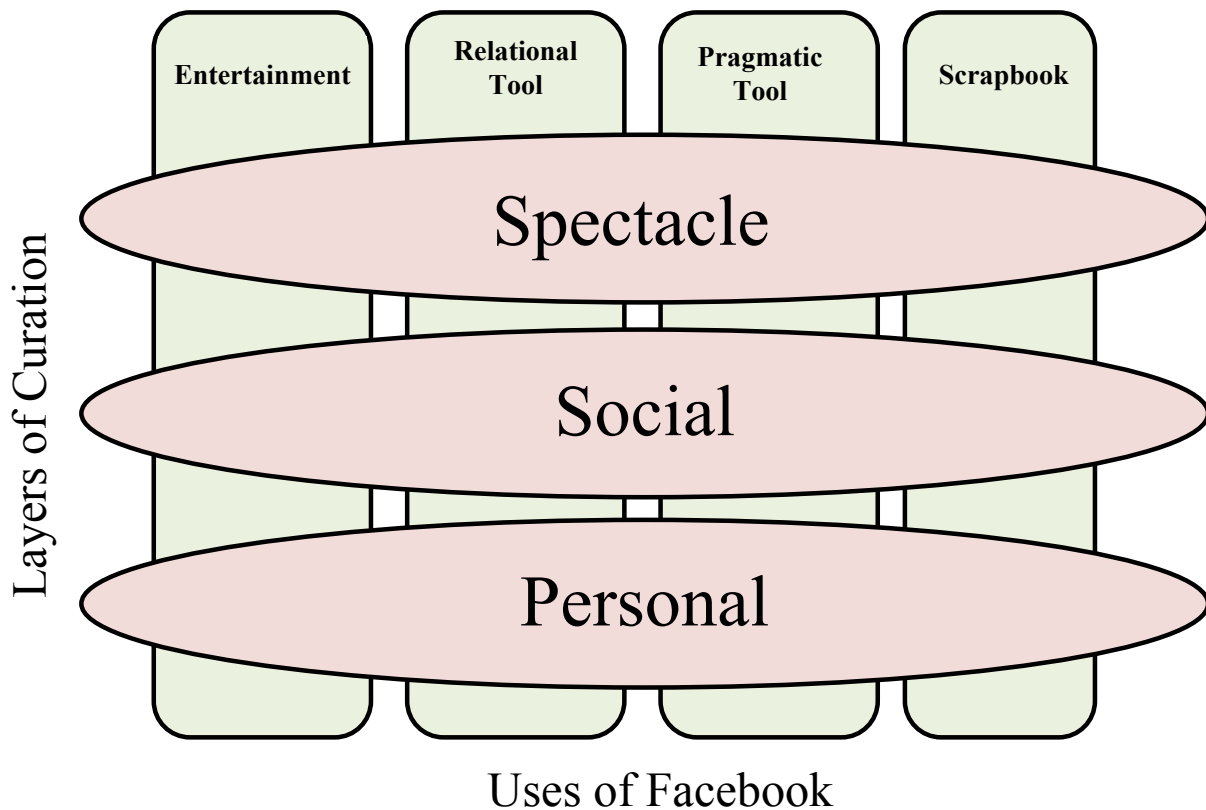 Entertainment
Relational
Tool
Pragmatic
Tool
Scrapbook
Spectacle
Social
Personal
Layers of Curation
Uses of Facebook